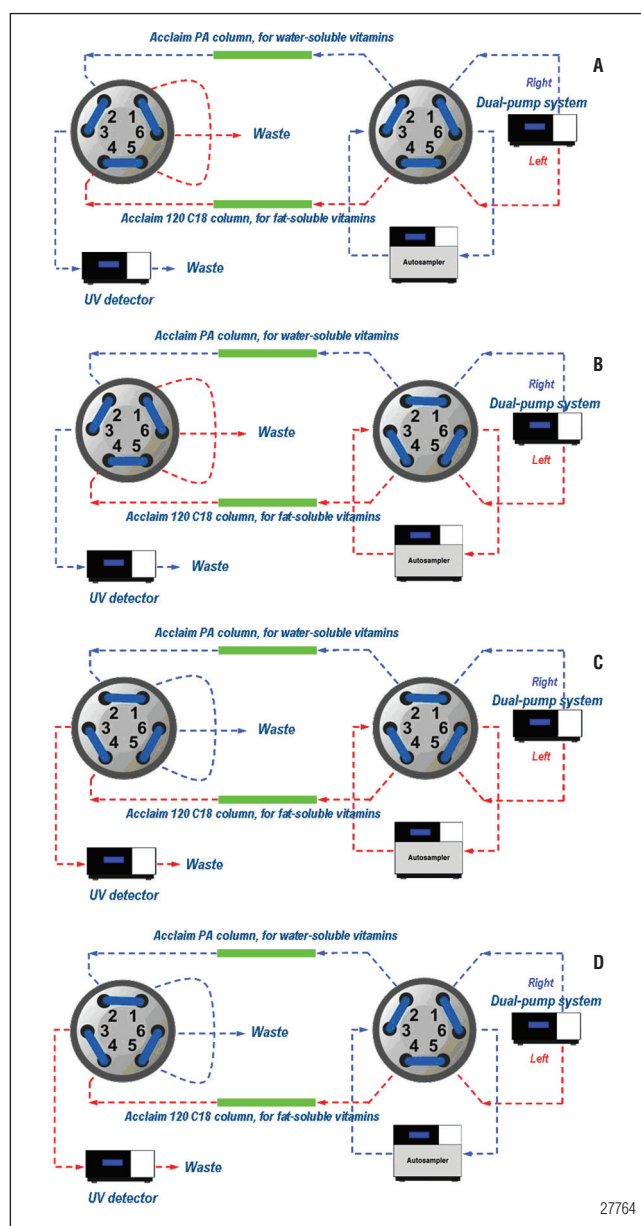 Acclaim PA column, for water-soluble vitamins
A
Right
Dual-pump system
2 1
3 6
4 5
Waste
2 1
3 6
4 5
Left
Acclaim 120 C18 column, for fat-soluble vitamins
Autosampler
Waste
UV detector
Acclaim PA column, for water-soluble vitamins
B
Right
Dual-pump system
2 1
3 6
4 5
Waste
2 1
3 6
4 5
Left
Acclaim 120 C18 column, for fat-soluble vitamins
Autosampler
Waste
UV detector
Acclaim PA column, for water-soluble vitamins
C
Right
Dual-pump system
2 1
3 6
4 5
Waste
2 1
3 6
4 5
Left
Acclaim 120 C18 column, for fat-soluble vitamins
Autosampler
Waste
UV detector
Acclaim PA column, for water-soluble vitamins
D
Right
Dual-pump system
2 1
3 6
4 5
Waste
2 1
3 6
4 5
Left
Acclaim 120 C18 column, for fat-soluble vitamins
Autosampler
Waste
UV detector
27764